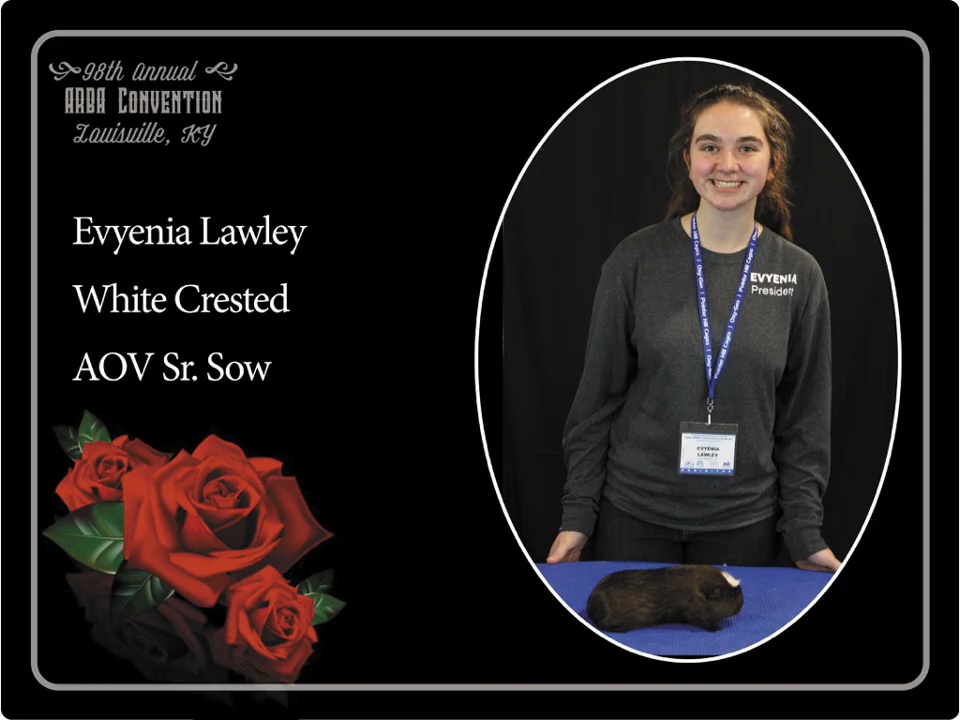 98th Annual
ARBA Convention
Louisville, KY
Evyenia Lawley
White Crested
AOV Sr. Sow
EVYENIA
President
EVYENIA
LAWLEY